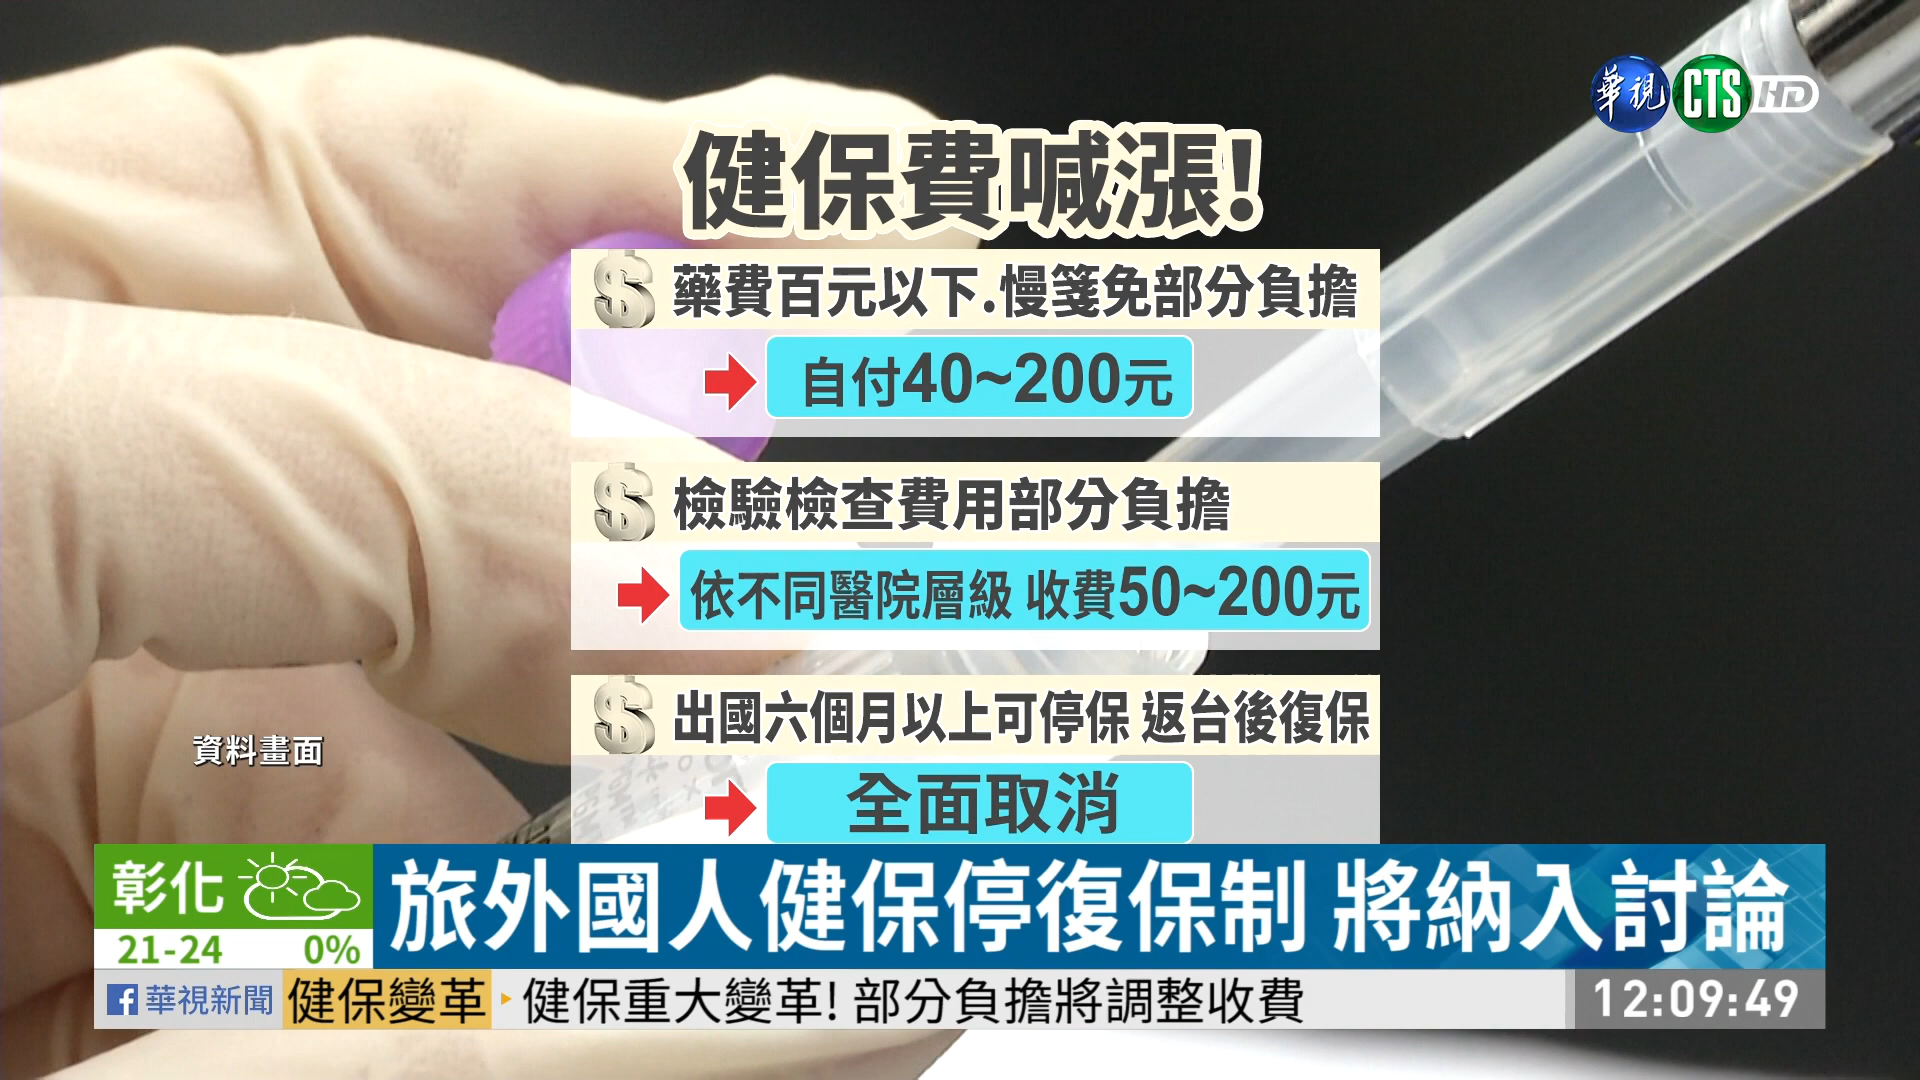 華視 CTS HD
健保費喊漲!
藥費百元以下.慢箋免部分負擔
自付40~200元
檢驗檢查費用部分負擔
依不同醫院層級 收費50~200元
出國六個月以上可停保 返台後復保
全面取消
資料畫面
彰化
21-24 0%
旅外國人健保停復保制 將納入討論
華視新聞
健保變革
健保重大變革! 部分負擔將調整收費
12:09:49